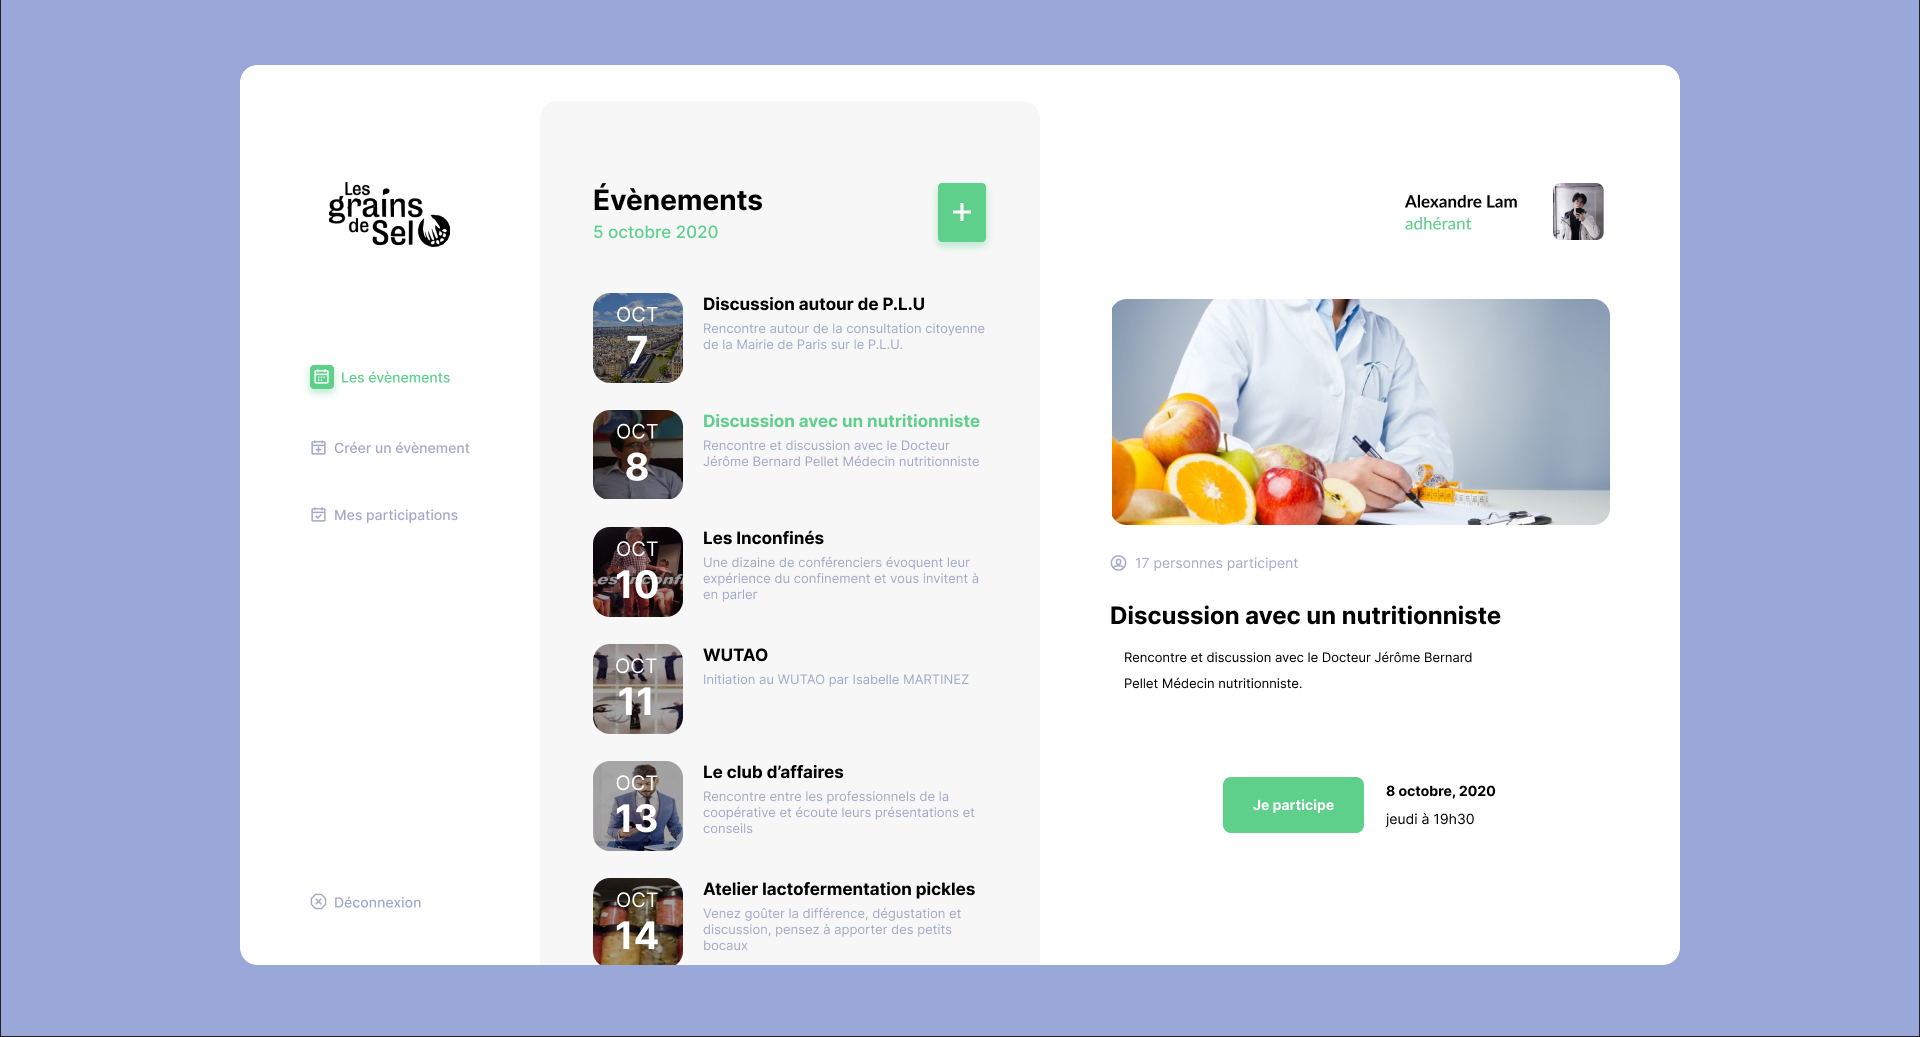 Les
grains
de Sel
Les évènements
Créer un évènement
Mes participations
Déconnexion
Évènements
5 octobre 2020
+
OCT
7
Discussion autour de P.L.U
Rencontre autour de la consultation citoyenne
de la Mairie de Paris sur le P.L.U.
OCT
8
Discussion avec un nutritionniste
Rencontre et discussion avec le Docteur
Jérôme Bernard Pellet Médecin nutritionniste
OCT
10
Les Inconfinés
Une dizaine de conférenciers évoquent leur
expérience du confinement et vous invitent à
en parler
OCT
11
WUTAO
Initiation au WUTAO par Isabelle MARTINEZ
OCT
13
Le club d’affaires
Rencontre entre les professionnels de la
coopérative et écoute leurs présentations et
conseils
OCT
14
Atelier lactofermentation pickles
Venez goûter la différence, dégustation et
discussion, pensez à apporter des petits
bocaux
Alexandre Lam
adhérant
17 personnes participent
Discussion avec un nutritionniste
Rencontre et discussion avec le Docteur Jérôme Bernard
Pellet Médecin nutritionniste.
Je participe
8 octobre, 2020
jeudi à 19h30